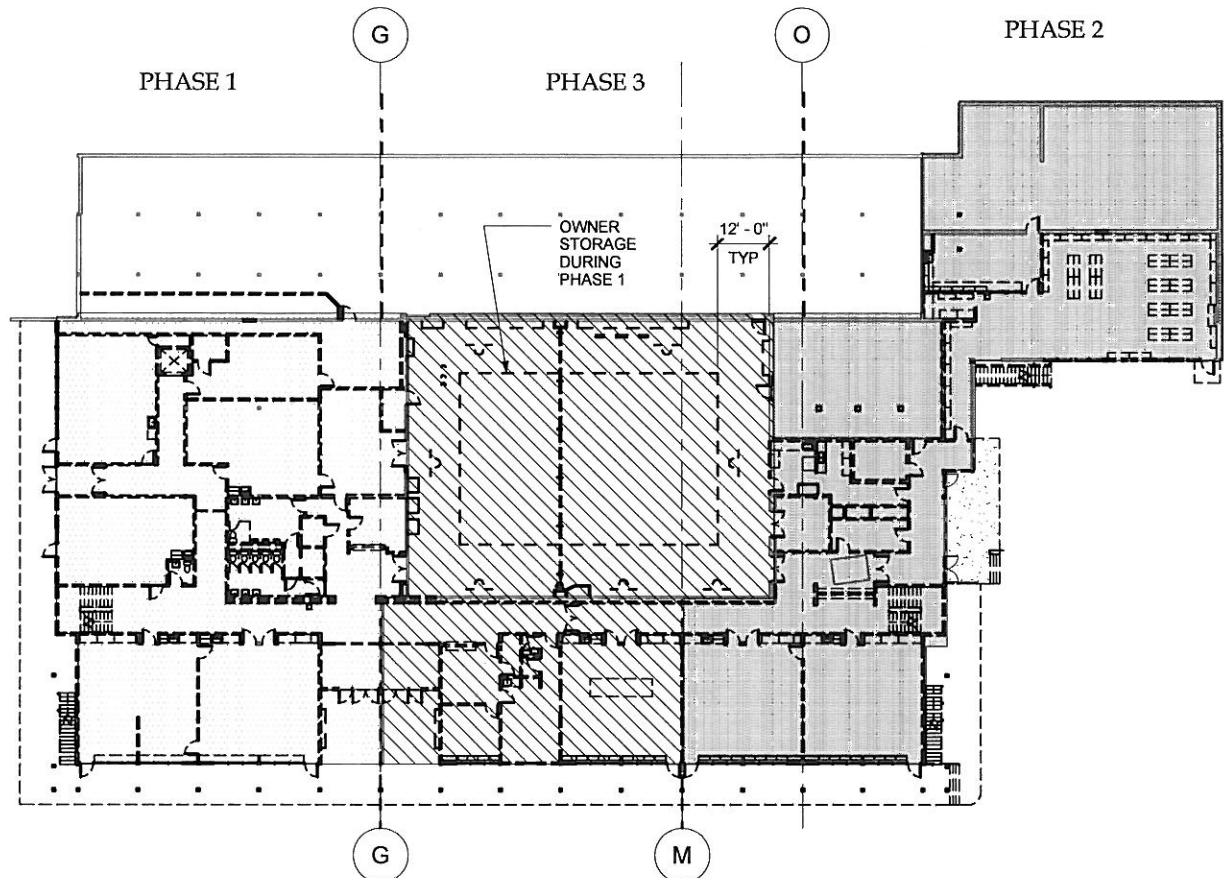 G
O
PHASE 2
PHASE 1
PHASE 3
OWNER
STORAGE
DURING
PHASE 1
12' - 0"
TYP
G
M